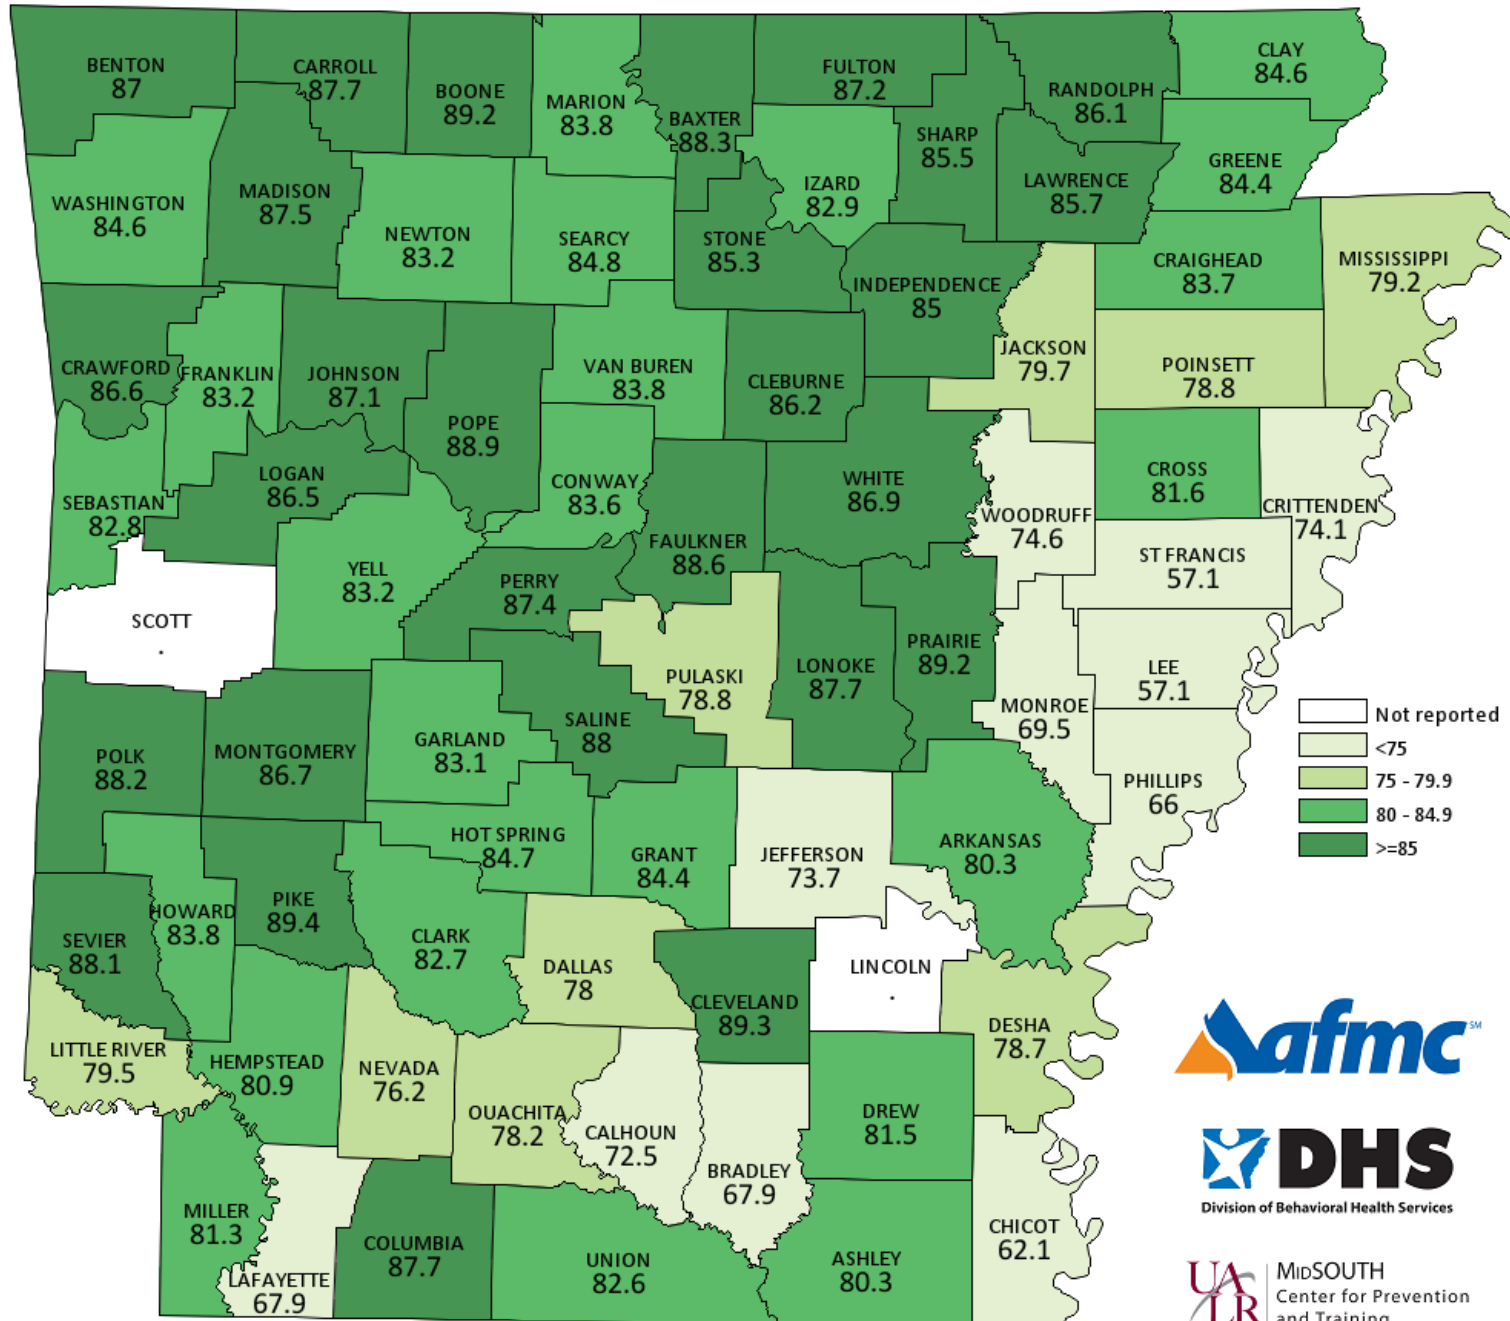 BENTON
87
CARROLL
87.7
BOONE
89.2
MARION
83.8
BAXTER
88.3
FULTON
87.2
SHARP
85.5
RANDOLPH
86.1
CLAY
84.6
GREENE
84.4
LAWRENCE
85.7
IZARD
82.9
WASHINGTON
84.6
MADISON
87.5
NEWTON
83.2
SEARCY
84.8
STONE
85.3
INDEPENDENCE
85
CRAIGHEAD
83.7
MISSISSIPPI
79.2
CRAWFORD
86.6
FRANKLIN
83.2
JOHNSON
87.1
POPE
88.9
VAN BUREN
83.8
CLEBURNE
86.2
JACKSON
79.7
POINSETT
78.8
SEBASTIAN
82.8
LOGAN
86.5
CONWAY
83.6
WHITE
86.9
WOODRUFF
74.6
CROSS
81.6
CRITTENDEN
74.1
FAULKNER
88.6
ST FRANCIS
57.1
YELL
83.2
PERRY
87.4
SCOTT
.
PULASKI
78.8
LONOKE
87.7
PRAIRIE
89.2
LEE
57.1
MONROE
69.5
SALINE
88
GARLAND
83.1
POLK
88.2
MONTGOMERY
86.7
PHILLIPS
66
Not reported
<75
75 - 79.9
80 - 84.9
>=85
HOT SPRING
84.7
GRANT
84.4
JEFFERSON
73.7
ARKANSAS
80.3
HOWARD
83.8
PIKE
89.4
SEVIER
88.1
CLARK
82.7
DALLAS
78
CLEVELAND
89.3
LINCOLN
.
DESHA
78.7
LITTLE RIVER
79.5
HEMPSTEAD
80.9
NEVADA
76.2
OUACHITA
78.2
CALHOUN
72.5
BRADLEY
67.9
DREW
81.5
MILLER
81.3
LAFAYETTE
67.9
COLUMBIA
87.7
UNION
82.6
ASHLEY
80.3
CHICOT
62.1
afmc SM
DHS
Division of Behavioral Health Services
UALR
MIDSOUTH
Center for Prevention
and Training